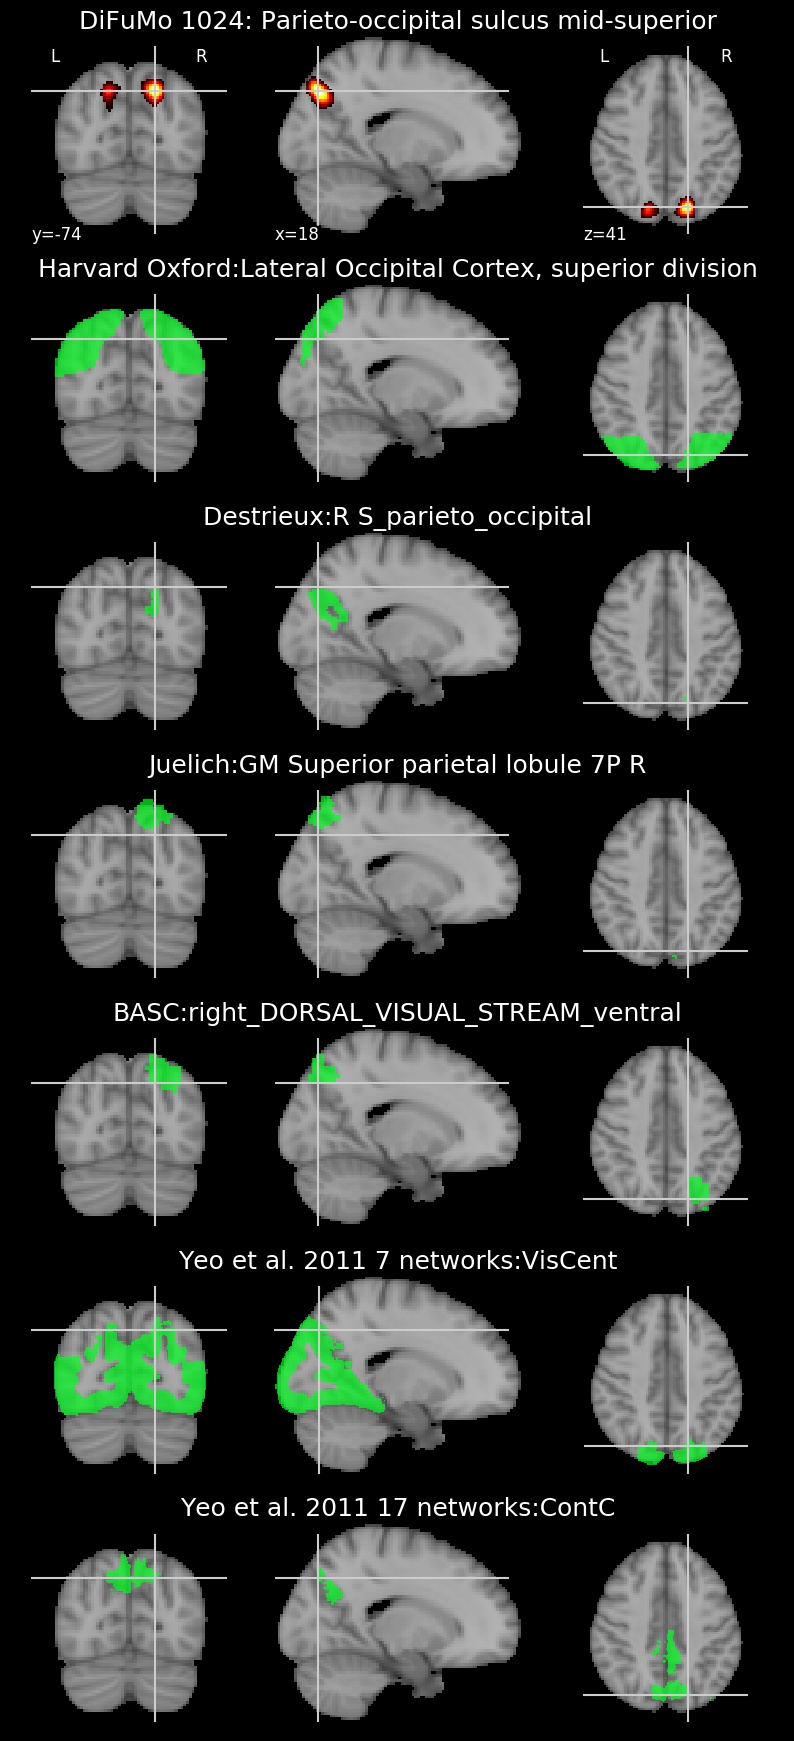 DiFuMo 1024: Parieto-occipital sulcus mid-superior
L R L R
y=-74 x=18 z=41
Harvard Oxford:Lateral Occipital Cortex, superior division
Destrieux:R S_parieto_occipital
Juelich:GM Superior parietal lobule 7P R
BASC:right_DORSAL_VISUAL_STREAM_ventral
Yeo et al. 2011 7 networks:VisCent
Yeo et al. 2011 17 networks:ContC